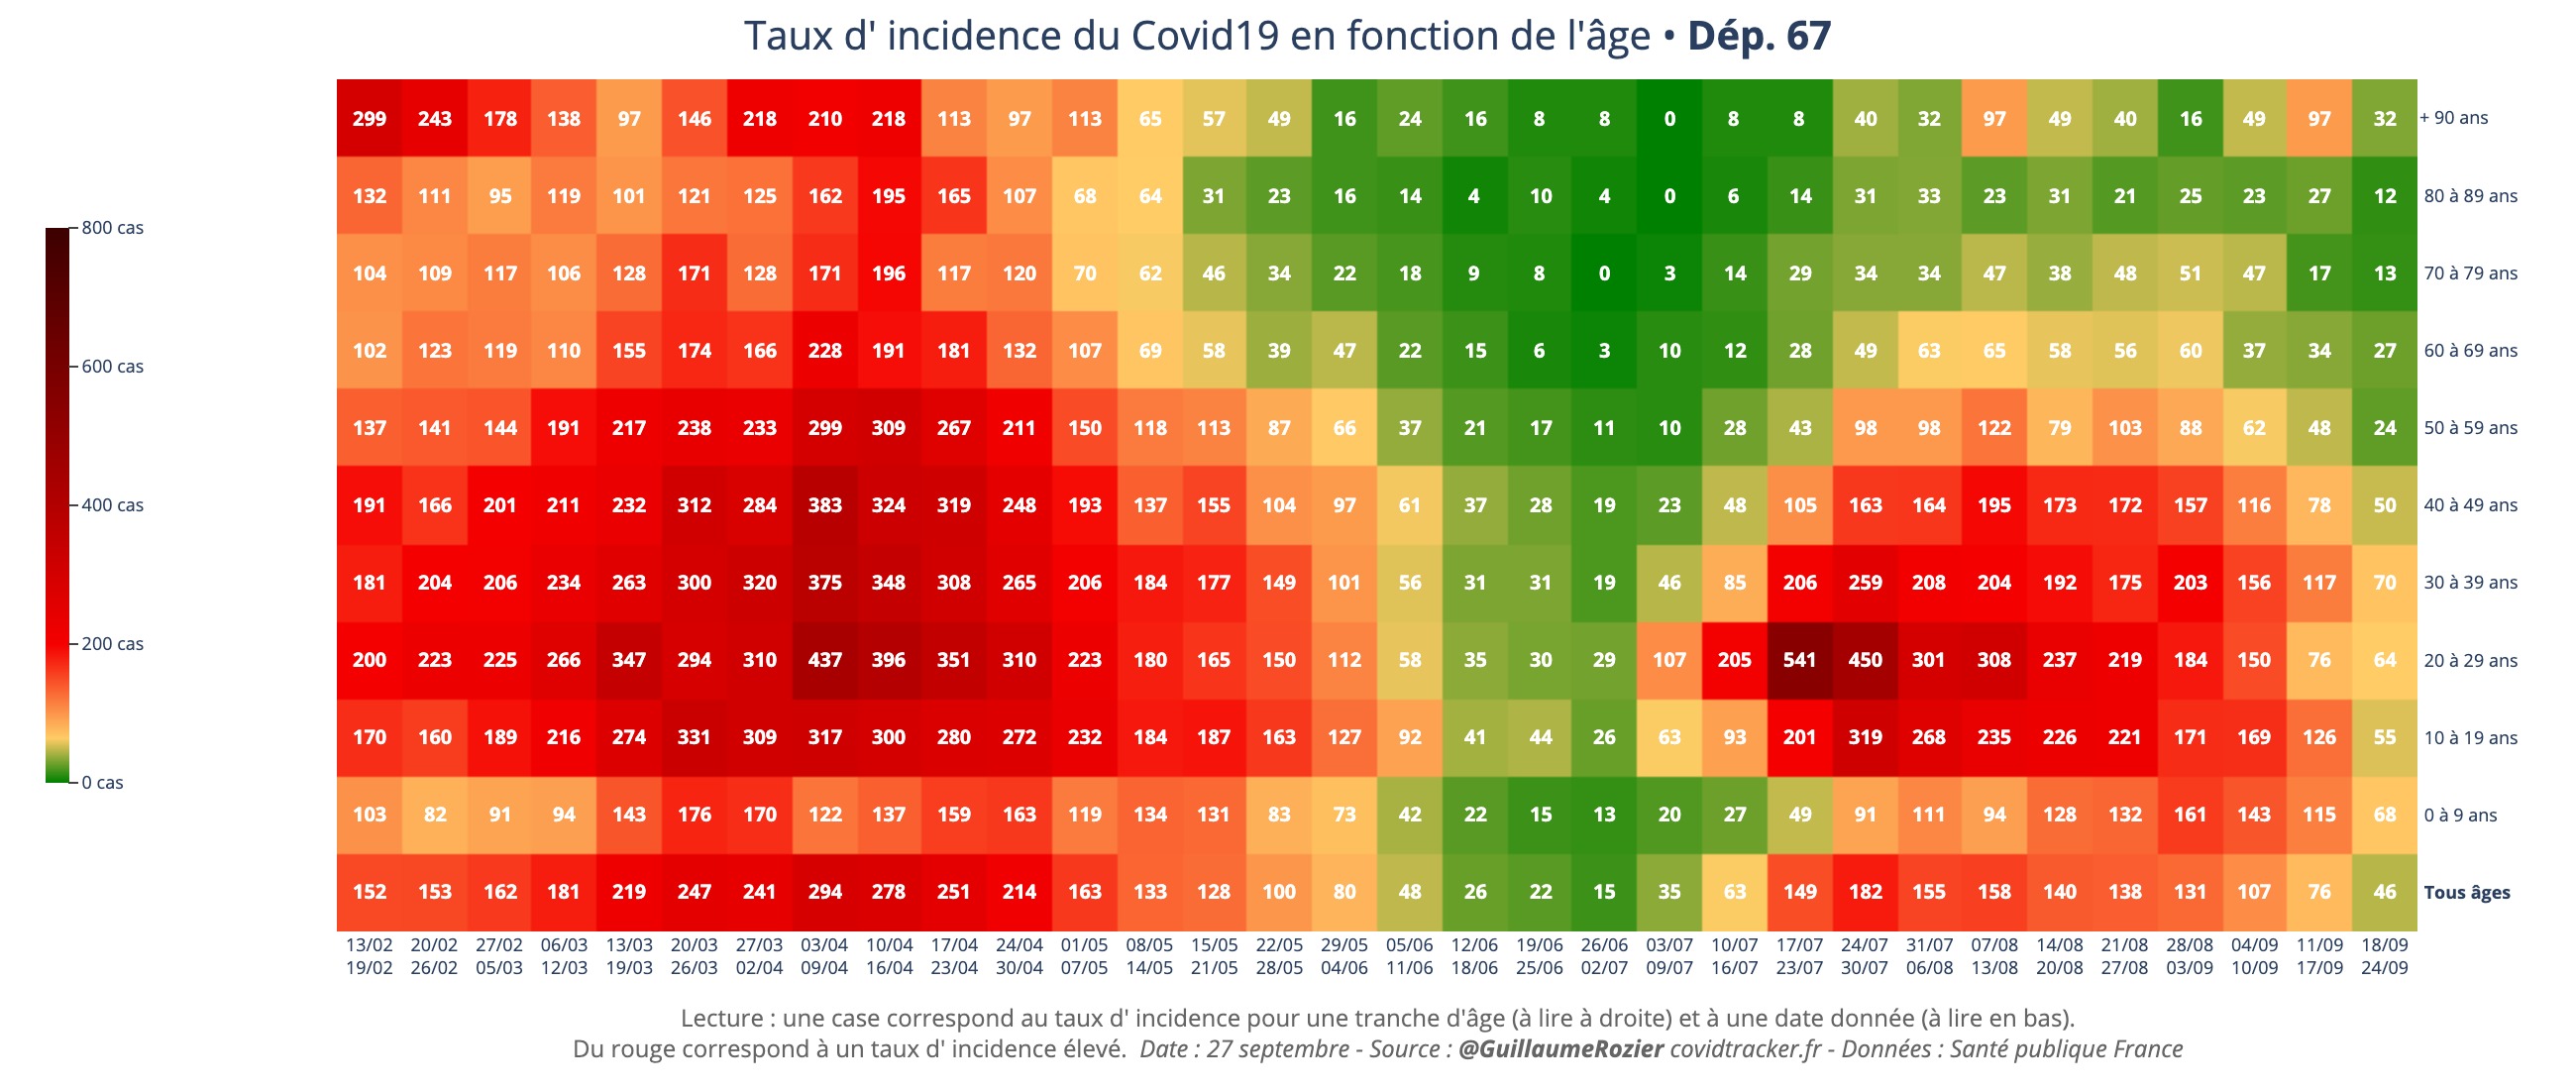 Taux d' incidence du Covid19 en fonction de l'âge • Dép. 67
299 243 178 138 97 146 218 210 218 113 97 113 65 57 49 16 24 16 8 8 0 8 8 40 32 97 49 40 16 49 97 32 + 90 ans
132 111 95 119 101 121 125 162 195 165 107 68 64 31 23 16 14 4 10 4 0 6 14 31 33 23 31 21 25 23 27 12 80 à 89 ans
800 cas
104 109 117 106 128 171 128 171 196 117 120 70 62 46 34 22 18 9 8 0 3 14 29 34 34 47 38 48 51 47 17 13 70 à 79 ans
102 123 119 110 155 174 166 228 191 181 132 107 69 58 39 47 22 15 6 3 10 12 28 49 63 65 58 56 60 37 34 27 60 à 69 ans
600 cas
137 141 144 191 217 238 233 299 309 267 211 150 118 113 87 66 37 21 17 11 10 28 43 98 98 122 79 103 88 62 48 24 50 à 59 ans
400 cas
191 166 201 211 232 312 284 383 324 319 248 193 137 155 104 97 61 37 28 19 23 48 105 163 164 195 173 172 157 116 78 50 40 à 49 ans
181 204 206 234 263 300 320 375 348 308 265 206 184 177 149 101 56 31 31 19 46 85 206 259 208 204 192 175 203 156 117 70 30 à 39 ans
200 cas
200 223 225 266 347 294 310 437 396 351 310 223 180 165 150 112 58 35 30 29 107 205 541 450 301 308 237 219 184 150 76 64 20 à 29 ans
170 160 189 216 274 331 309 317 300 280 272 232 184 187 163 127 92 41 44 26 63 93 201 319 268 235 226 221 171 169 126 55 10 à 19 ans
0 cas
103 82 91 94 143 176 170 122 137 159 163 119 134 131 83 73 42 22 15 13 20 27 49 91 111 94 128 132 161 143 115 68 0 à 9 ans
152 153 162 181 219 247 241 294 278 251 214 163 133 128 100 80 48 26 22 15 35 63 149 182 155 158 140 138 131 107 76 46 Tous âges
13/02 20/02 27/02 06/03 13/03 20/03 27/03 03/04 10/04 17/04 24/04 01/05 08/05 15/05 22/05 29/05 05/06 12/06 19/06 26/06 03/07 10/07 17/07 24/07 31/07 07/08 14/08 21/08 28/08 04/09 11/09 18/09
19/02 26/02 05/03 12/03 19/03 26/03 02/04 09/04 16/04 23/04 30/04 07/05 14/05 21/05 28/05 04/06 11/06 18/06 25/06 02/07 09/07 16/07 23/07 30/07 06/08 13/08 20/08 27/08 03/09 10/09 17/09 24/09
Lecture : une case correspond au taux d' incidence pour une tranche d'âge (à lire à droite) et à une date donnée (à lire en bas).
Du rouge correspond à un taux d' incidence élevé. Date : 27 septembre - Source : @GuillaumeRozier covidtracker.fr - Données : Santé publique France